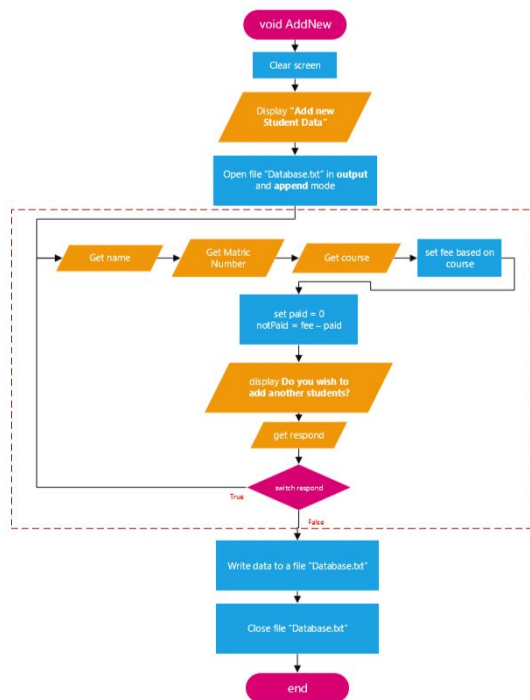 void AddNew
Clear screen
Display "Add new
Student Data"
Open file "Database.txt" in output
and append mode
Get name
Get Matric
Number
Get course
set fee based on
course
set paid = 0
notPaid = fee – paid
display Do you wish to
add another students?
get respond
switch respond
True
False
Write data to a file "Database.txt"
Close file "Database.txt"
end